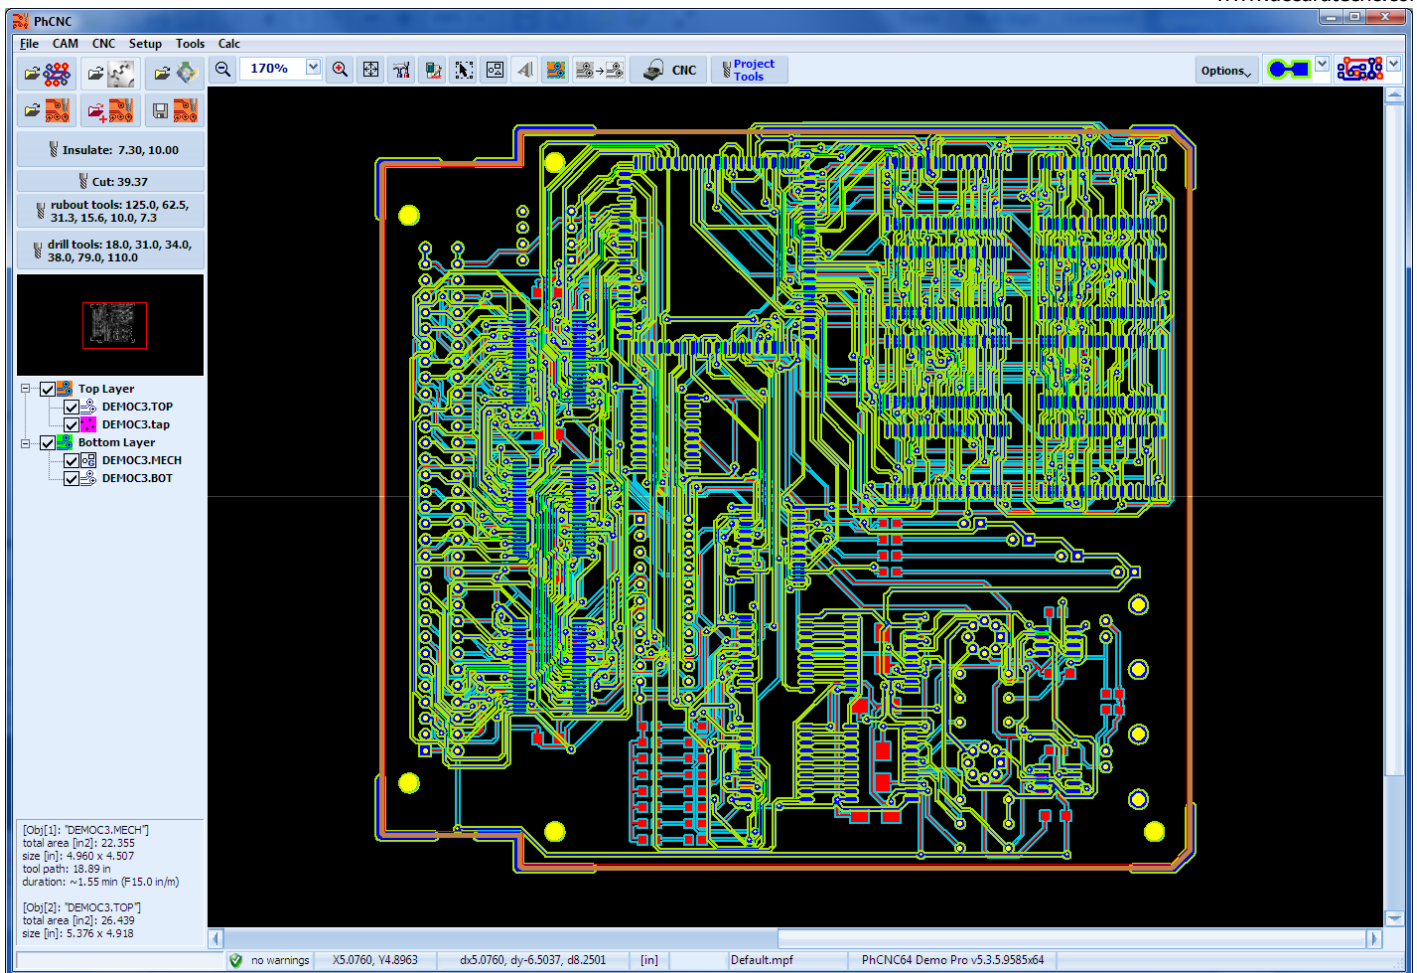 PhCNC
File CAM CNC Setup Tools Calc
170%
CNC
Project
Tools
Options
Insulate: 7.30, 10.00
Cut: 39.37
rubout tools: 125.0, 62.5,
31.3, 15.6, 10.0, 7.3
drill tools: 18.0, 31.0, 34.0,
38.0, 79.0, 110.0
Top Layer
DEMOC3.TOP
DEMOC3.tap
Bottom Layer
DEMOC3.MECH
DEMOC3.BOT
[Obj[1]: "DEMOC3.MECH"]
total area [in2]: 22.355
size [in]: 4.960 x 4.507
tool path: 18.89 in
duration: ~1.55 min (F15.0 in/m)
[Obj[2]: "DEMOC3.TOP"]
total area [in2]: 26.439
size [in]: 5.376 x 4.918
no warnings X5.0760, Y4.8963 dx5.0760, dy-6.5037, d8.2501 [in] Default.mpf PhCNC64 Demo Pro v5.3.5.9585x64